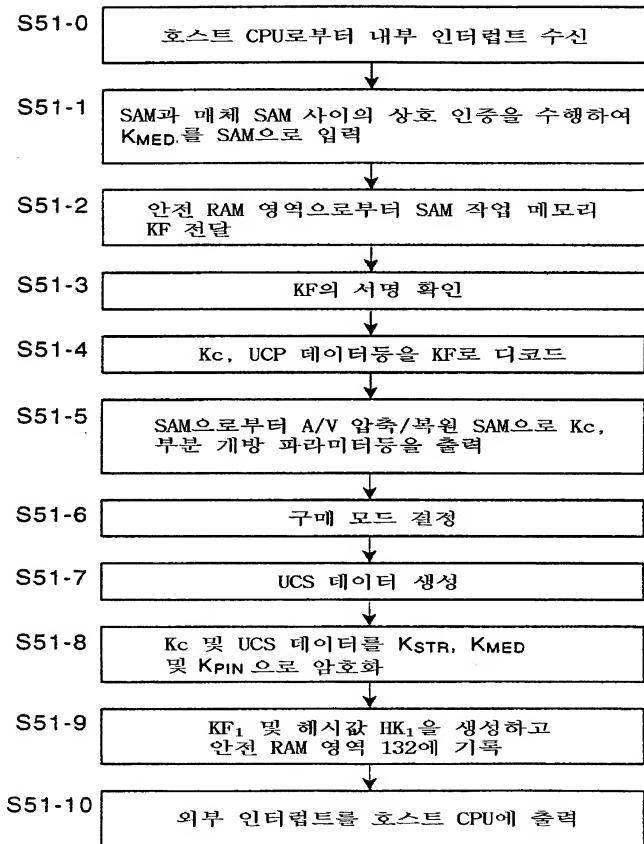 S51-0
호스트 CPU로부터 내부 인터럽트 수신
S51-1
SAM과 매체 SAM 사이의 상호 인증을 수행하여
KMED.를 SAM으로 입력
S51-2
안전 RAM 영역으로부터 SAM 작업 메모리
KF 전달
S51-3
KF의 서명 확인
S51-4
Kc, UCP 데이터등을 KF로 디코드
S51-5
SAM으로부터 A/V 압축/복원 SAM으로 Kc,
부분 개방 파라미터등을 출력
S51-6
구매 모드 결정
S51-7
UCS 데이터 생성
S51-8
Kc 및 UCS 데이터를 KSTR, KMED
및 KPIN 으로 암호화
S51-9
KF₁ 및 해시값 HK₁을 생성하고
안전 RAM 영역 132에 기록
S51-10
외부 인터럽트를 호스트 CPU에 출력